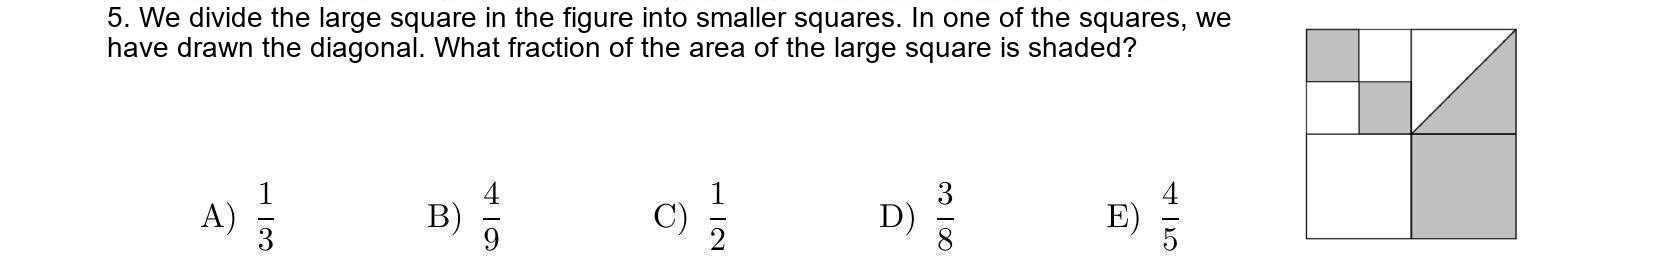 5. We divide the large square in the figure into smaller squares. In one of the squares, we
have drawn the diagonal. What fraction of the area of the large square is shaded?
A) 1/3 B) 4/9 C) 1/2 D) 3/8 E) 4/5